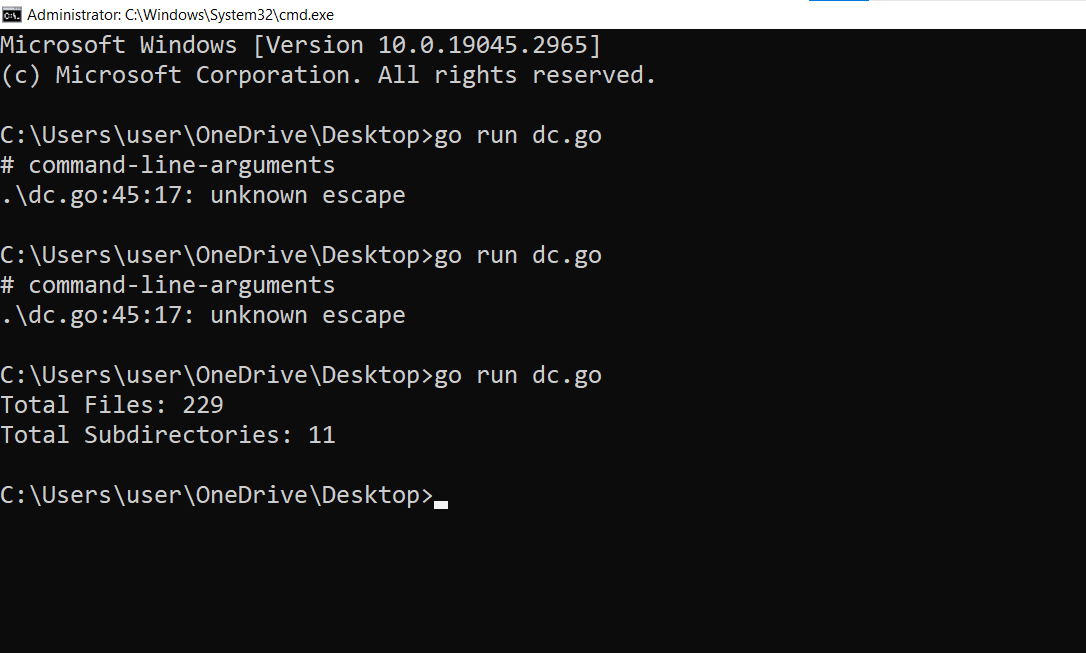 Administrator: C:\Windows\System32\cmd.exe
Microsoft Windows [Version 10.0.19045.2965]
(c) Microsoft Corporation. All rights reserved.
C:\Users\user\OneDrive\Desktop>go run dc.go
# command-line-arguments
.\dc.go:45:17: unknown escape
C:\Users\user\OneDrive\Desktop>go run dc.go
# command-line-arguments
.\dc.go:45:17: unknown escape
C:\Users\user\OneDrive\Desktop>go run dc.go
Total Files: 229
Total Subdirectories: 11
C:\Users\user\OneDrive\Desktop>